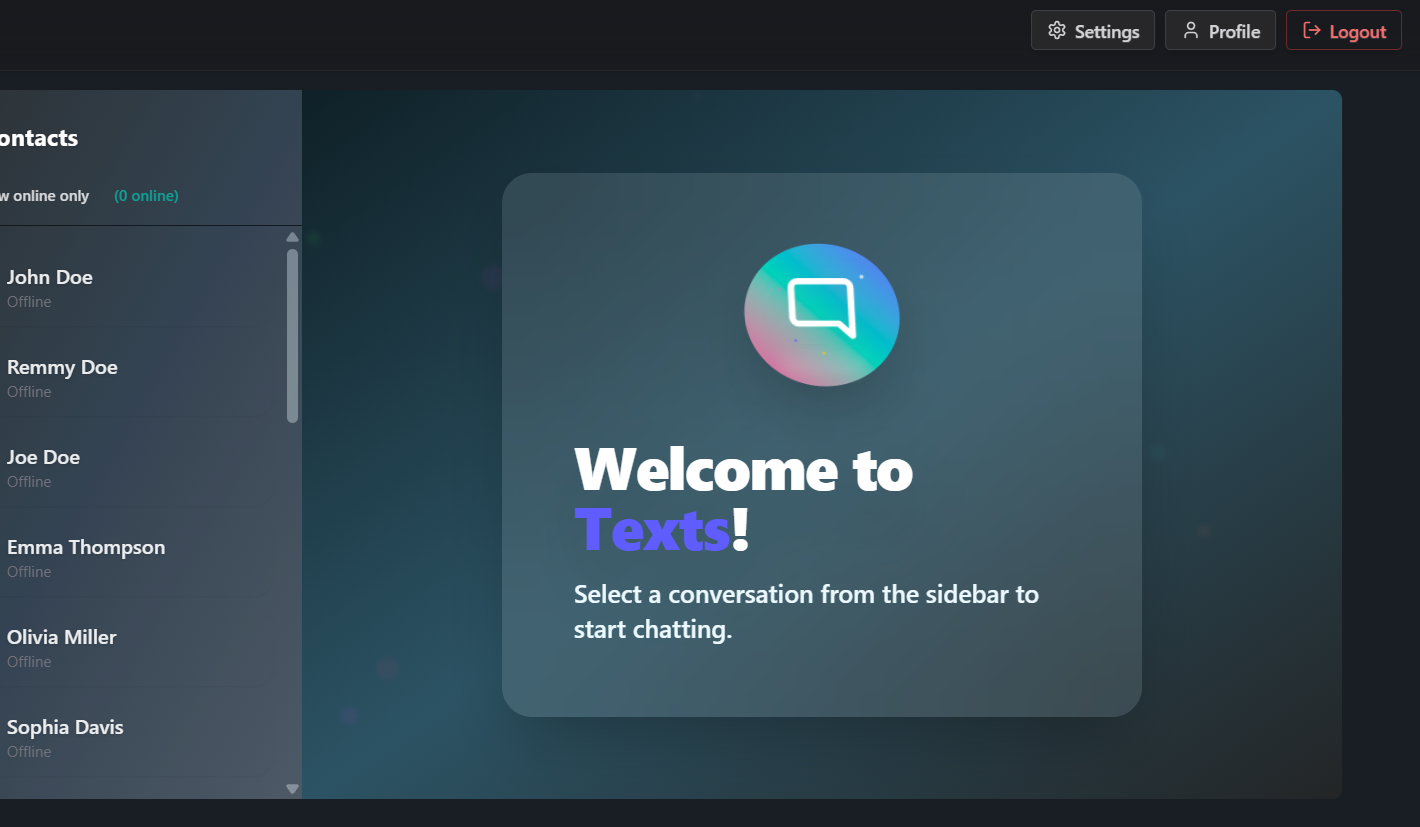 Settings
Profile
Logout
ontacts
w online only (0 online)
John Doe
Offline
Remmy Doe
Offline
Joe Doe
Offline
Emma Thompson
Offline
Olivia Miller
Offline
Sophia Davis
Offline
Welcome to
Texts!
Select a conversation from the sidebar to
start chatting.